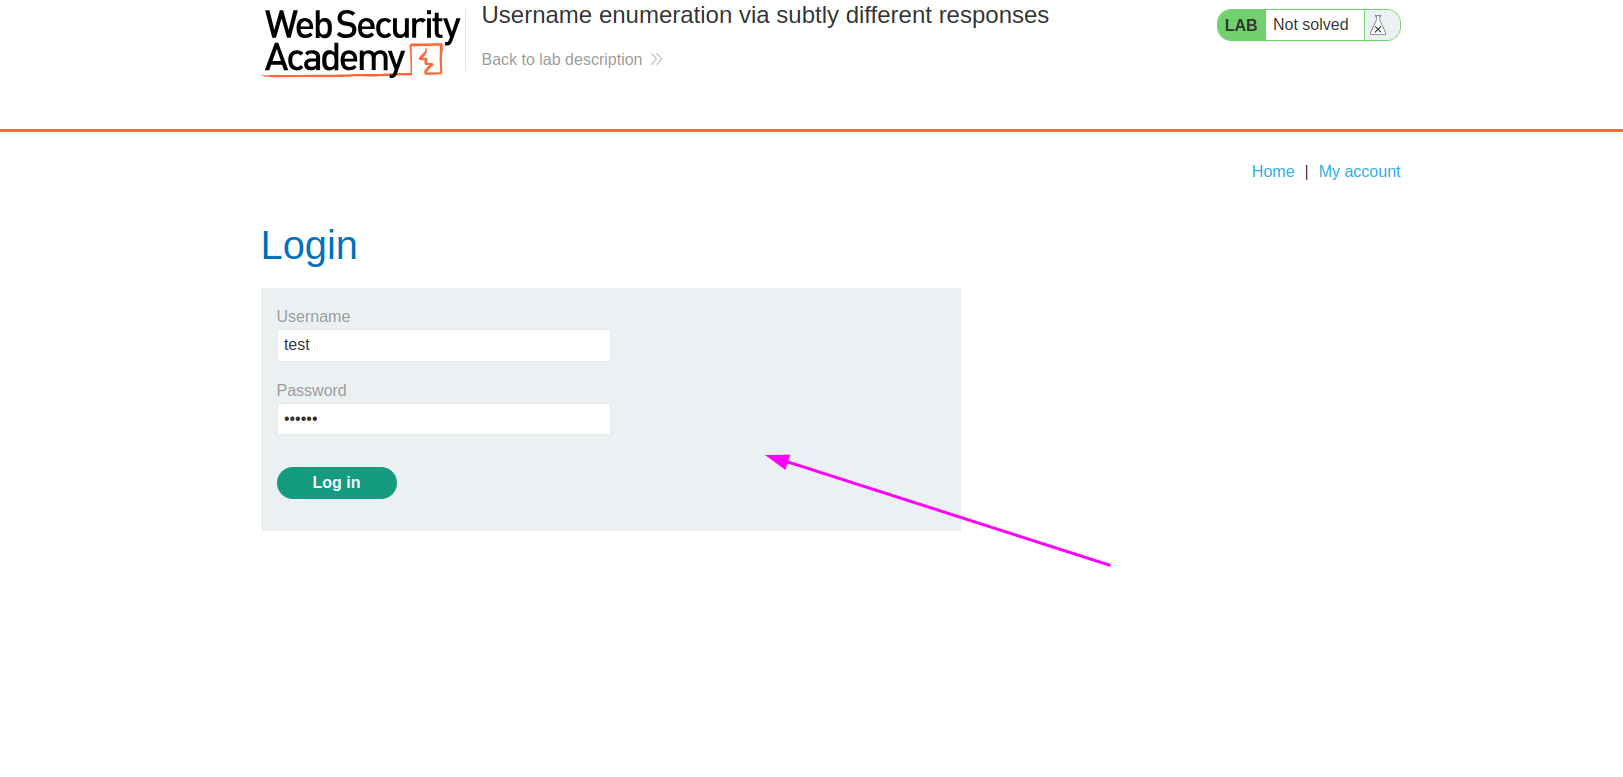 Web Security
Academy
Username enumeration via subtly different responses
Back to lab description
LAB Not solved
Home | My account
Login
Username
test
Password
••••••
Log in